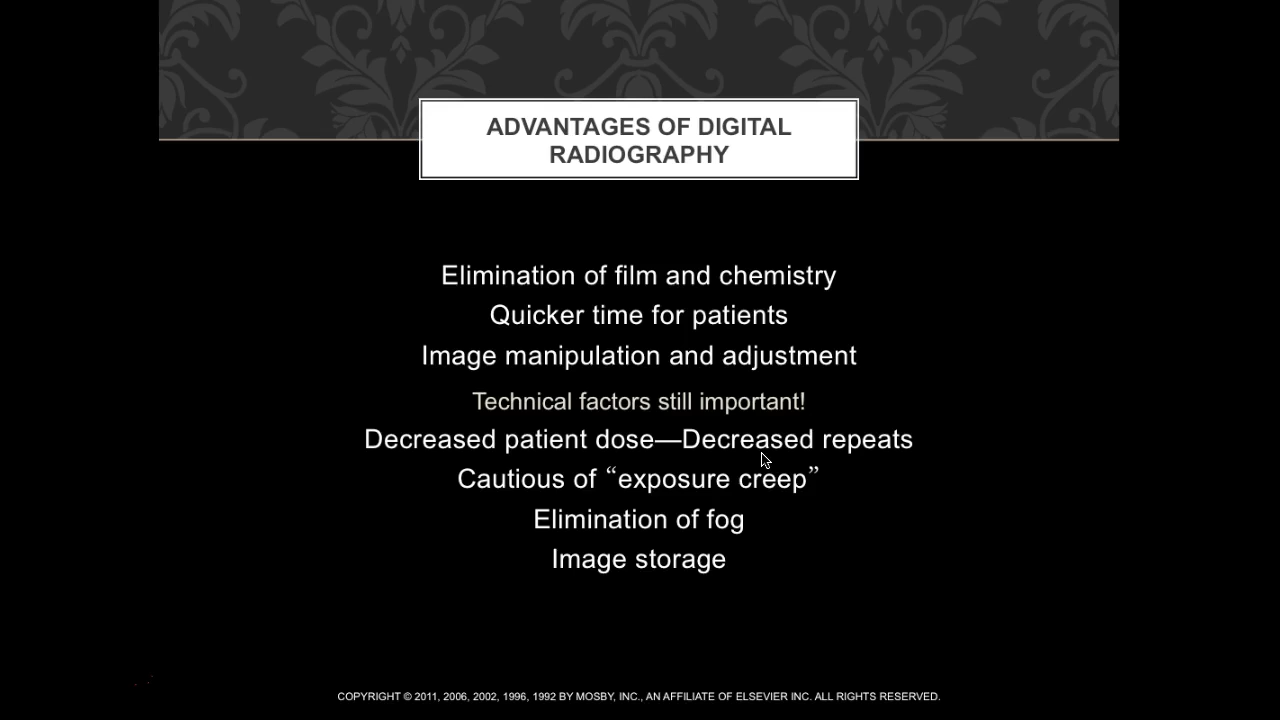 ADVANTAGES OF DIGITAL
RADIOGRAPHY
Elimination of film and chemistry
Quicker time for patients
Image manipulation and adjustment
Technical factors still important!
Decreased patient dose—Decreased repeats
Cautious of “exposure creep”
Elimination of fog
Image storage
COPYRIGHT © 2011, 2006, 2002, 1996, 1992 BY MOSBY, INC., AN AFFILIATE OF ELSEVIER INC. ALL RIGHTS RESERVED.